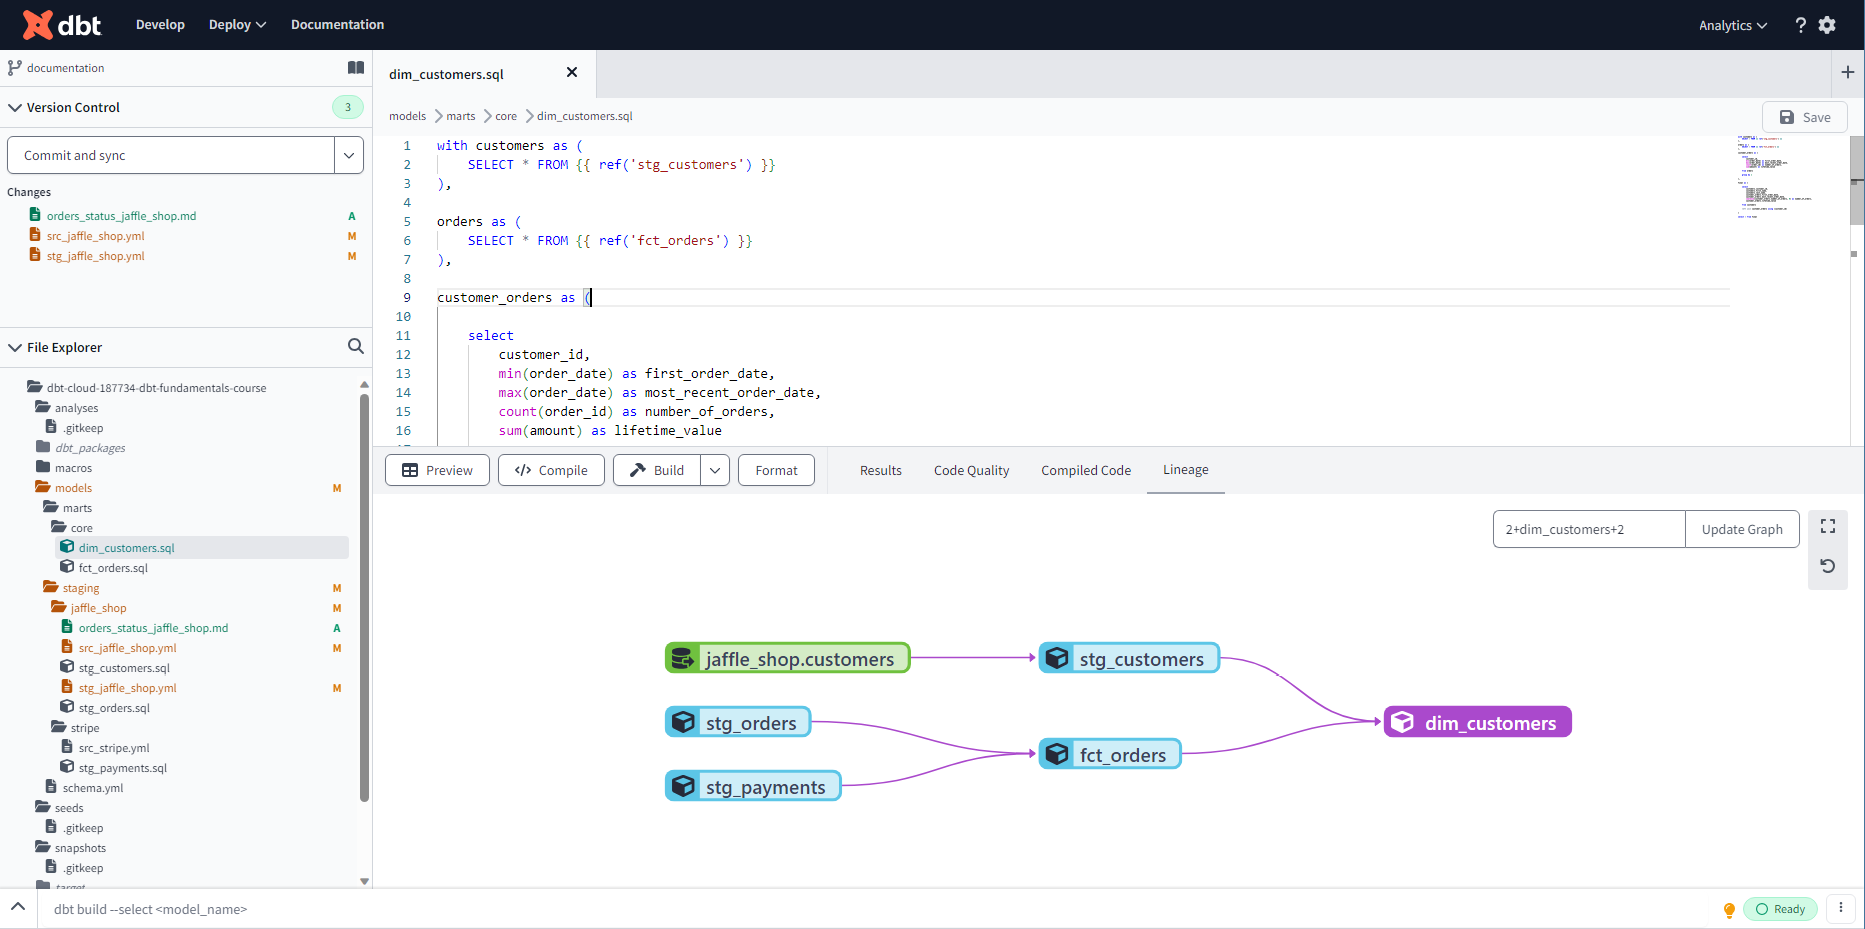 dbt
Develop
Deploy
Documentation
Analytics
?
documentation
Version Control
3
Commit and sync
Changes
orders_status_jaffle_shop.md A
src_jaffle_shop.yml M
stg_jaffle_shop.yml M
File Explorer
dbt-cloud-187734-dbt-fundamentals-course
analyses
.gitkeep
dbt_packages
macros
models M
marts
core
dim_customers.sql
fct_orders.sql
staging M
jaffle_shop M
orders_status_jaffle_shop.md A
src_jaffle_shop.yml M
stg_customers.sql
stg_jaffle_shop.yml M
stg_orders.sql
stripe
src_stripe.yml
stg_payments.sql
schema.yml
seeds
.gitkeep
snapshots
.gitkeep
target
dim_customers.sql
models > marts > core > dim_customers.sql
Save
1 with customers as (
2 SELECT * FROM {{ ref('stg_customers') }}
3 ),
4
5 orders as (
6 SELECT * FROM {{ ref('fct_orders') }}
7 ),
8
9 customer_orders as (
10
11 select
12 customer_id,
13 min(order_date) as first_order_date,
14 max(order_date) as most_recent_order_date,
15 count(order_id) as number_of_orders,
16 sum(amount) as lifetime_value
Preview
</> Compile
Build
Format
Results
Code Quality
Compiled Code
Lineage
2+dim_customers+2
Update Graph
jaffle_shop.customers
stg_customers
stg_orders
dim_customers
fct_orders
stg_payments
dbt build --select <model_name>
Ready